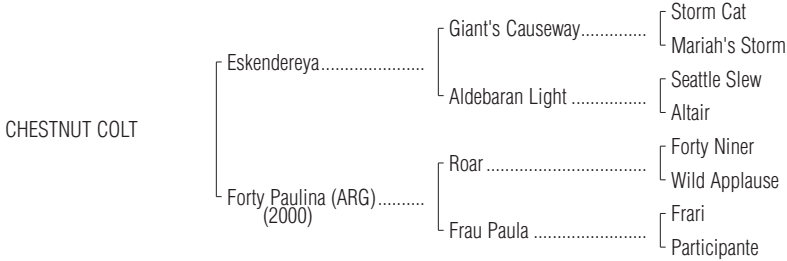 Storm Cat
Giant's Causeway..............
Mariah's Storm
Eskendereya......................
Seattle Slew
Aldebaran Light ................
Altair
CHESTNUT COLT
Forty Niner
Roar ..................................
Wild Applause
Forty Paulina (ARG)..........
(2000)
Frari
Frau Paula ........................
Participante